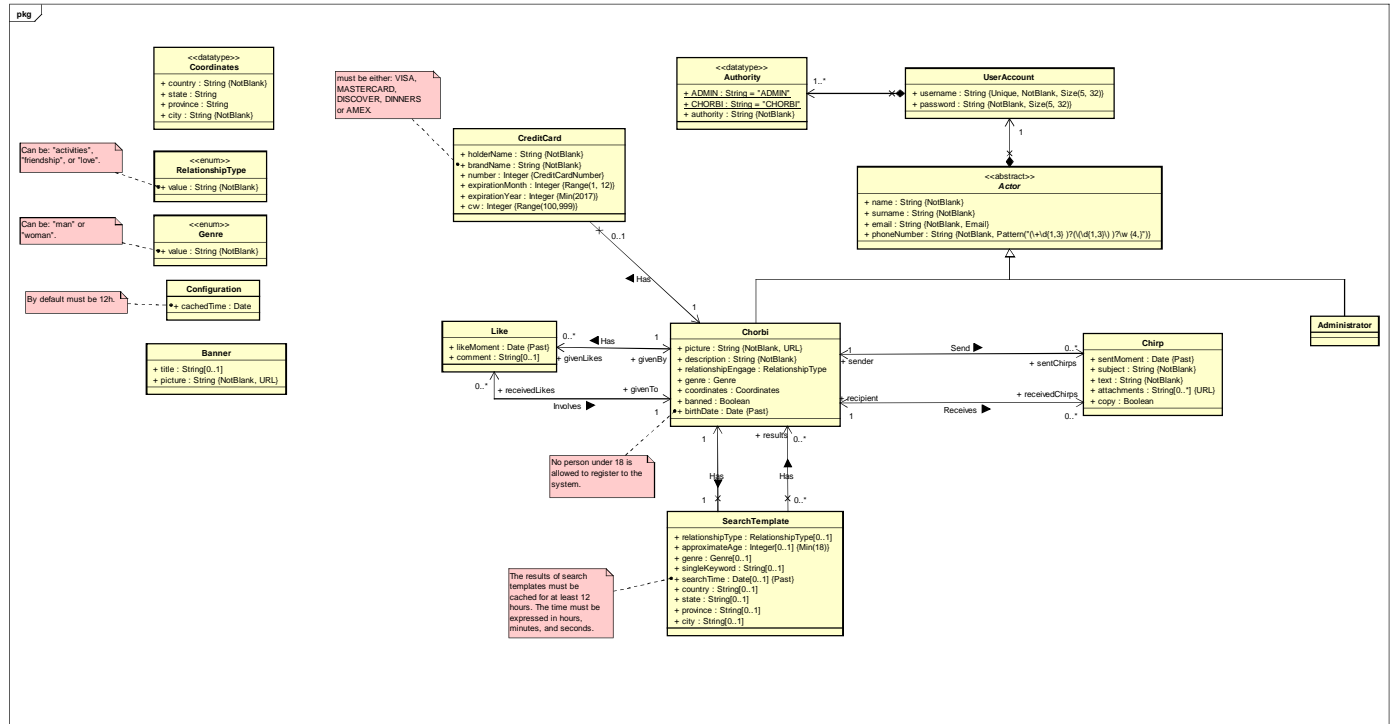 pkg
<<datatype>>
Coordinates
+ country : String {NotBlank}
+ state : String
+ province : String
+ city : String {NotBlank}
Can be: "activities",
"friendship", or "love".
<<enum>>
RelationshipType
+ value : String {NotBlank}
Can be: "man" or
"woman".
<<enum>>
Genre
+ value : String {NotBlank}
By default must be 12h.
Configuration
+ cachedTime : Date
Banner
+ title : String[0..1]
+ picture : String {NotBlank, URL}
must be either: VISA,
MASTERCARD,
DISCOVER, DINNERS
or AMEX.
CreditCard
+ holderName : String {NotBlank}
+ brandName : String {NotBlank}
+ number : Integer {CreditCardNumber}
+ expirationMonth : Integer {Range(1, 12)}
+ expirationYear : Integer {Min(2017)}
+ cvv : Integer {Range(100,999)}
0..1
Has
1
<<datatype>>
Authority
+ ADMIN : String = "ADMIN"
+ CHORBI : String = "CHORBI"
+ authority : String {NotBlank}
1..*
UserAccount
+ username : String {Unique, NotBlank, Size(5, 32)}
+ password : String {NotBlank, Size(5, 32)}
1
<<abstract>>
Actor
+ name : String {NotBlank}
+ surname : String {NotBlank}
+ email : String {NotBlank, Email}
+ phoneNumber : String {NotBlank, Pattern("(\+\d{1,3} )?(\(\d{1,3}\) )?\w {4,}")}
Administrator
Like
+ likeMoment : Date {Past}
+ comment : String[0..1]
0..*
Has
1
+ givenLikes
+ givenBy
0..*
+ receivedLikes
+ givenTo
Involves
1
Chorbi
+ picture : String {NotBlank, URL}
+ description : String {NotBlank}
+ relationshipEngage : RelationshipType
+ genre : Genre
+ coordinates : Coordinates
+ banned : Boolean
+ birthDate : Date {Past}
1
Send
0..*
+ sender
+ sentChirps
+ recipient
+ receivedChirps
1
Receives
0..*
Chirp
+ sentMoment : Date {Past}
+ subject : String {NotBlank}
+ text : String {NotBlank}
+ attachments : String[0..*] {URL}
+ copy : Boolean
No person under 18 is
allowed to register to the
system.
1
+ results
0..*
Has
Has
1
0..*
SearchTemplate
+ relationshipType : RelationshipType[0..1]
+ approximateAge : Integer[0..1] {Min(18)}
+ genre : Genre[0..1]
+ singleKeyword : String[0..1]
+ searchTime : Date[0..1] {Past}
+ country : String[0..1]
+ state : String[0..1]
+ province : String[0..1]
+ city : String[0..1]
The results of search
templates must be
cached for at least 12
hours. The time must be
expressed in hours,
minutes, and seconds.